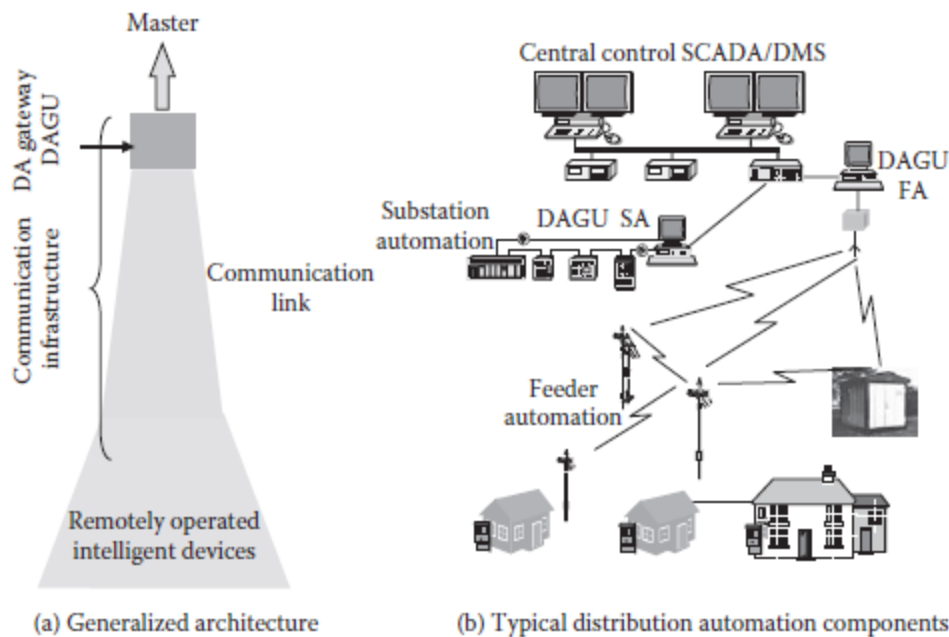 Master
DA gateway
DAGU
Communication
infrastructure
Communication
link
Remotely operated
intelligent devices
(a) Generalized architecture
Central control SCADA/DMS
DAGU
FA
Substation
automation
DAGU SA
Feeder
automation
(b) Typical distribution automation components